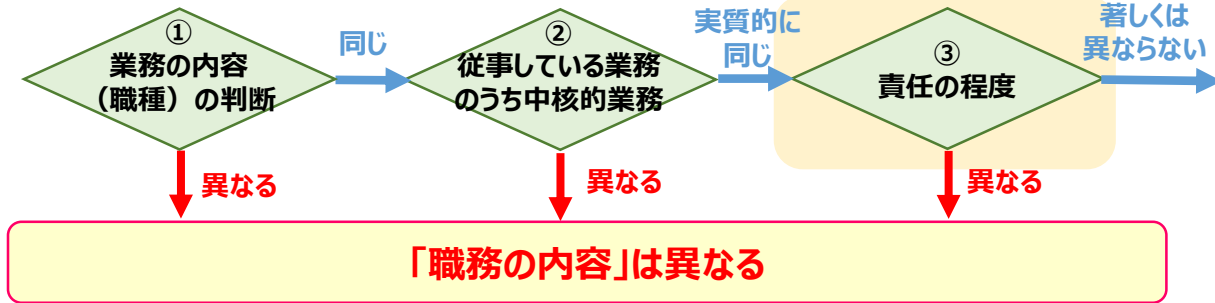 ①
業務の内容
（職種）の判断
同じ
②
従事している業務
のうち中核的業務
実質的に
同じ
③
責任の程度
著しくは
異ならない
異なる
異なる
異なる
「職務の内容」は異なる